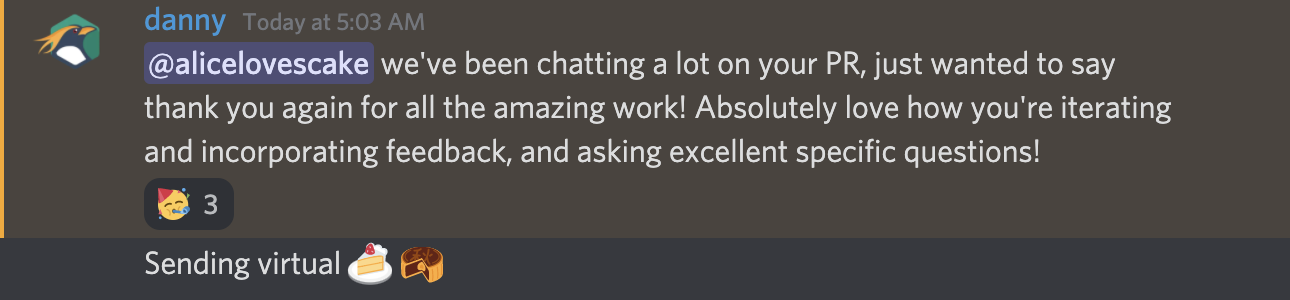 danny Today at 5:03 AM
@alicelovescake we've been chatting a lot on your PR, just wanted to say
thank you again for all the amazing work! Absolutely love how you're iterating
and incorporating feedback, and asking excellent specific questions!
🥳 3
Sending virtual 🍰 🥮